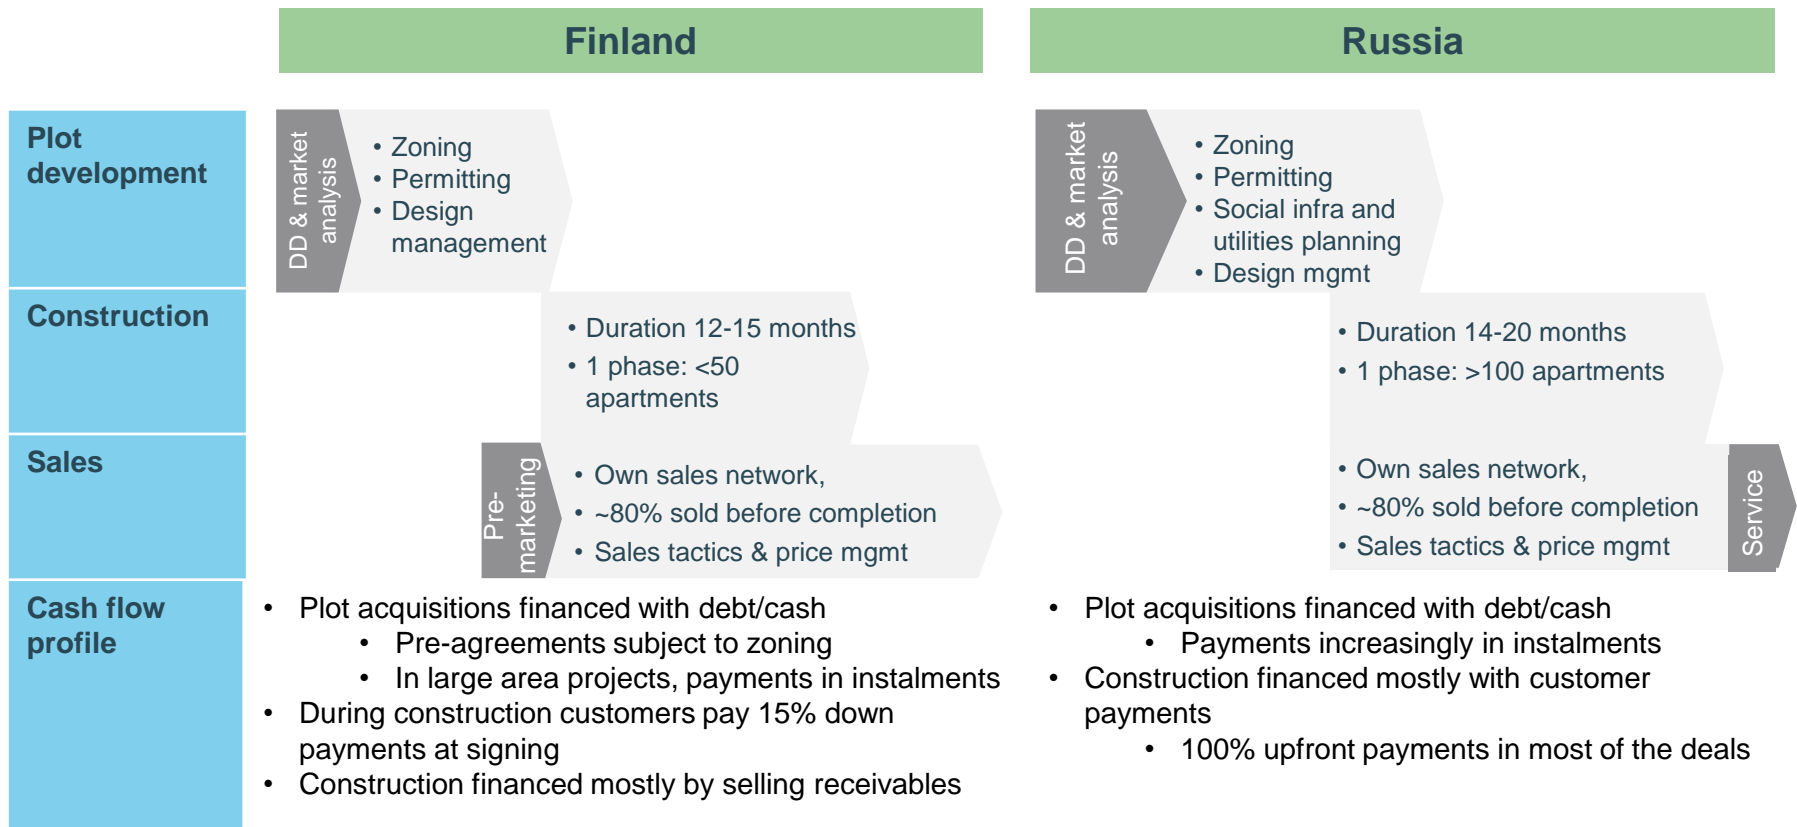 Finland
Russia
Plot
development
DD & market
analysis
• Zoning
• Permitting
• Design
management
DD & market
analysis
• Zoning
• Permitting
• Social infra and
utilities planning
• Design mgmt
Construction
• Duration 12-15 months
• 1 phase: <50
apartments
• Duration 14-20 months
• 1 phase: >100 apartments
Sales
Pre-
marketing
• Own sales network,
• ~80% sold before completion
• Sales tactics & price mgmt
• Own sales network,
• ~80% sold before completion
• Sales tactics & price mgmt
Service
Cash flow
profile
• Plot acquisitions financed with debt/cash
• Pre-agreements subject to zoning
• In large area projects, payments in instalments
• During construction customers pay 15% down
payments at signing
• Construction financed mostly by selling receivables
• Plot acquisitions financed with debt/cash
• Payments increasingly in instalments
• Construction financed mostly with customer
payments
• 100% upfront payments in most of the deals